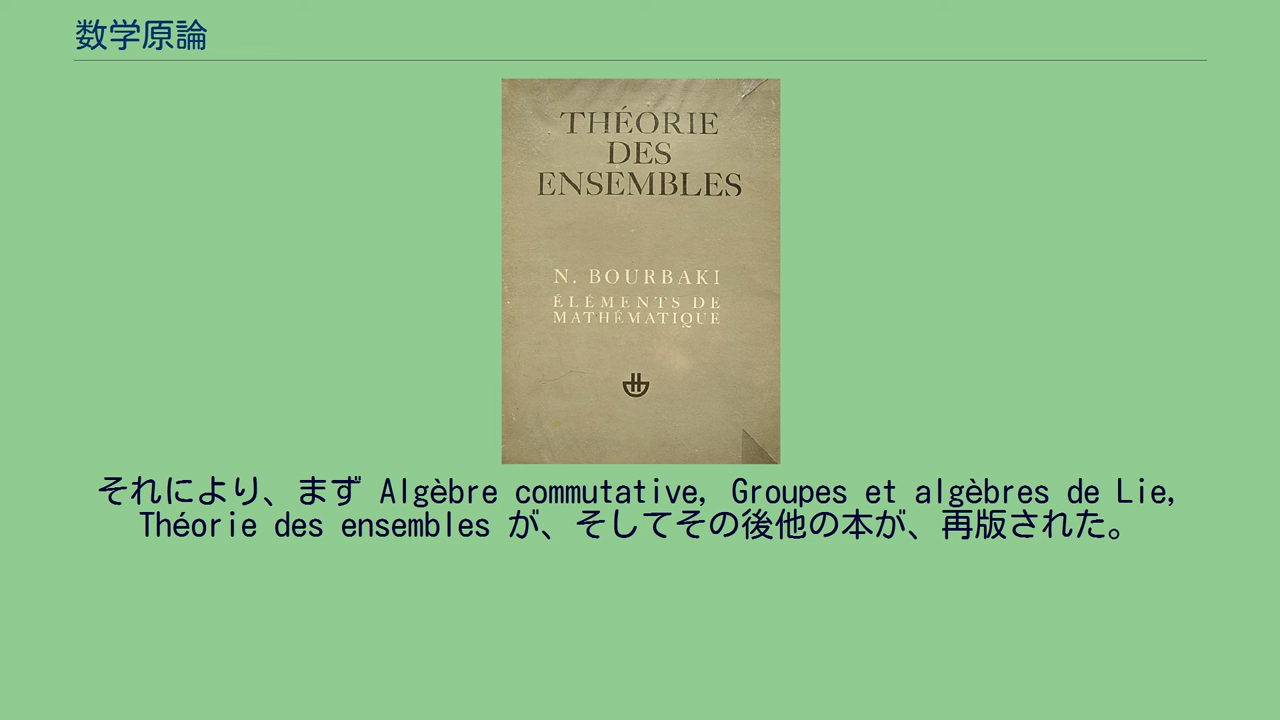 数学原論
THÉORIE
DES
ENSEMBLES
N. BOURBAKI
ÉLÉMENTS DE
MATHÉMATIQUE
それにより、まず Algèbre commutative, Groupes et algèbres de Lie,
Théorie des ensembles が、そしてその後他の本が、再版された。